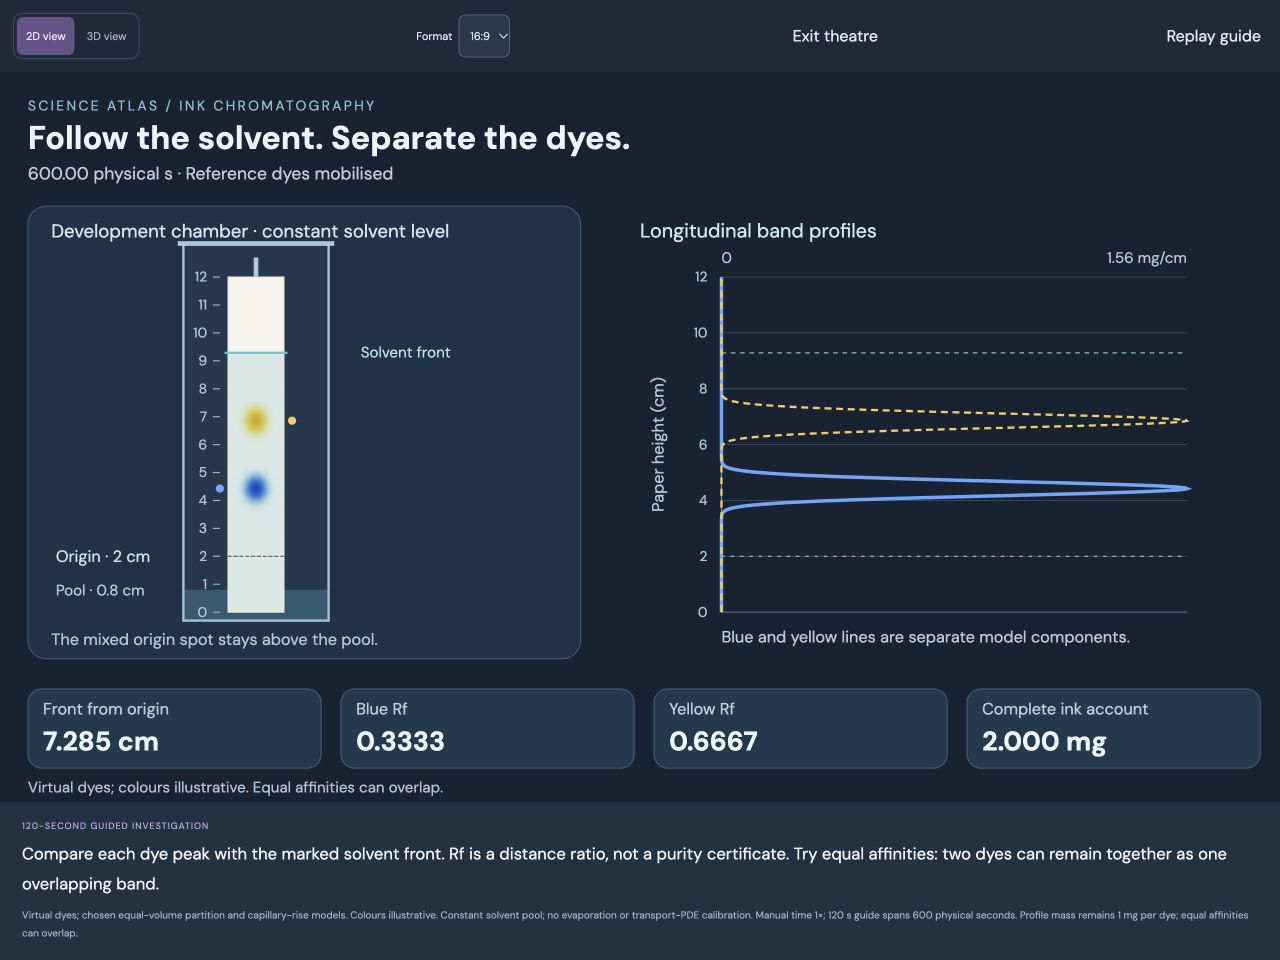 2D view
3D view
Format
16:9
Exit theatre
Replay guide
SCIENCE ATLAS / INK CHROMATOGRAPHY
Follow the solvent. Separate the dyes.
600.00 physical s · Reference dyes mobilised
Development chamber · constant solvent level
12
11
10
9
8
7
6
5
4
3
2
1
0
Solvent front
Origin · 2 cm
Pool · 0.8 cm
The mixed origin spot stays above the pool.
Longitudinal band profiles
0
1.56 mg/cm
12
10
8
6
4
2
0
Paper height (cm)
Blue and yellow lines are separate model components.
Front from origin
7.285 cm
Blue Rf
0.3333
Yellow Rf
0.6667
Complete ink account
2.000 mg
Virtual dyes; colours illustrative. Equal affinities can overlap.
120-SECOND GUIDED INVESTIGATION
Compare each dye peak with the marked solvent front. Rf is a distance ratio, not a purity certificate. Try equal affinities: two dyes can remain together as one
overlapping band.
Virtual dyes; chosen equal-volume partition and capillary-rise models. Colours illustrative. Constant solvent pool; no evaporation or transport-PDE calibration. Manual time 1×; 120 s guide spans 600 physical seconds. Profile mass remains 1 mg per dye; equal affinities
can overlap.